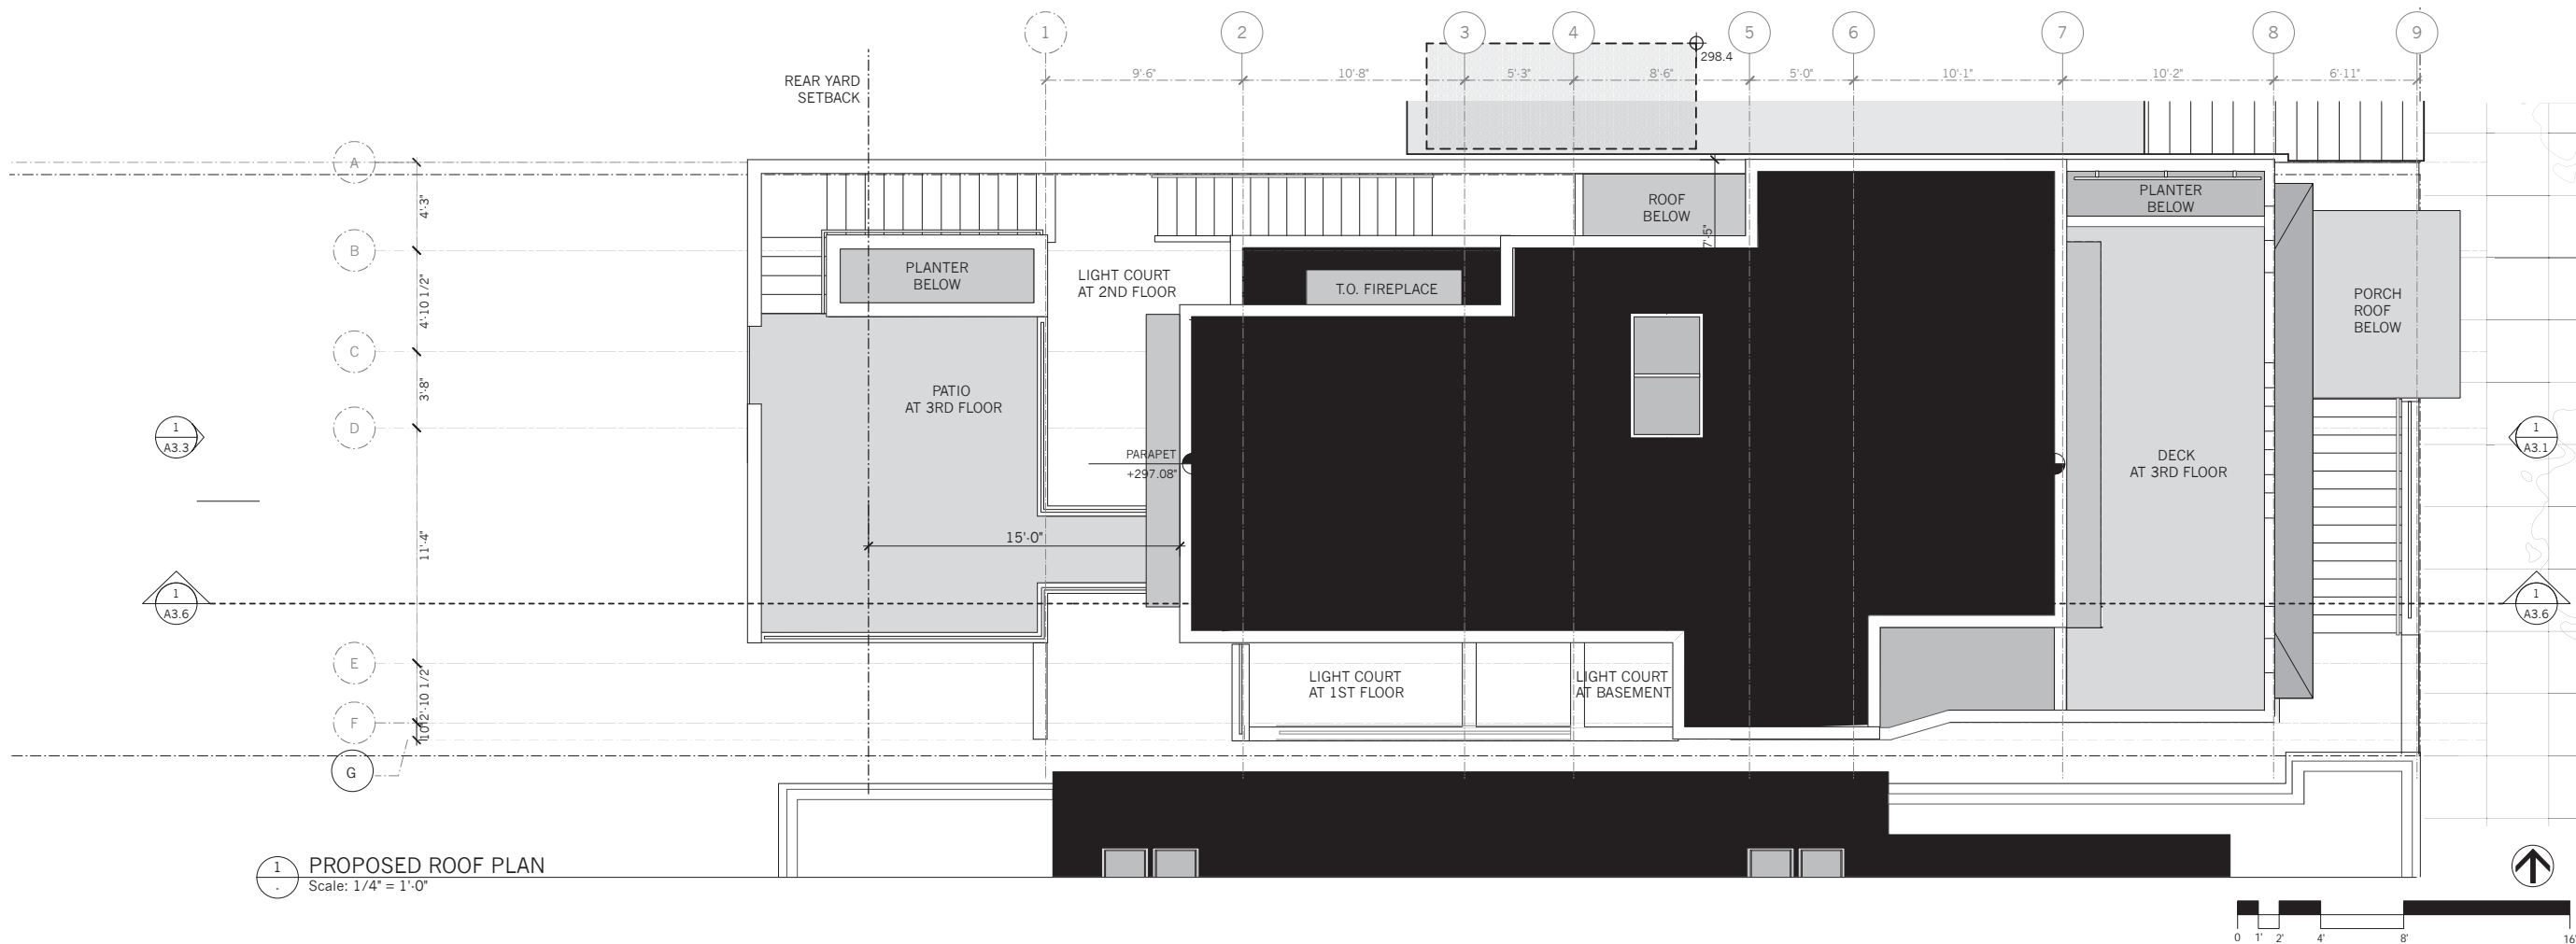 1
2
3
4
5
6
7
8
9
298.4
9'-6"
10'-8"
5'-3"
8'-6"
5'-0"
10'-1"
10'-2"
6'-11"
REAR YARD
SETBACK
A
B
C
D
E
F
G
4'-3"
4'-10 1/2"
3'-8"
11'-4"
2'-10 1/2
ROOF
BELOW
7'-5"
PLANTER
BELOW
PLANTER
BELOW
LIGHT COURT
AT 2ND FLOOR
T.O. FIREPLACE
PORCH
ROOF
BELOW
PATIO
AT 3RD FLOOR
1
A3.3
1
A3.1
PARAPET
+297.08"
DECK
AT 3RD FLOOR
15'-0"
1
A3.6
1
A3.6
LIGHT COURT
AT 1ST FLOOR
LIGHT COURT
AT BASEMENT
1
PROPOSED ROOF PLAN
Scale: 1/4" = 1'-0"
0 1' 2' 4' 8' 16'